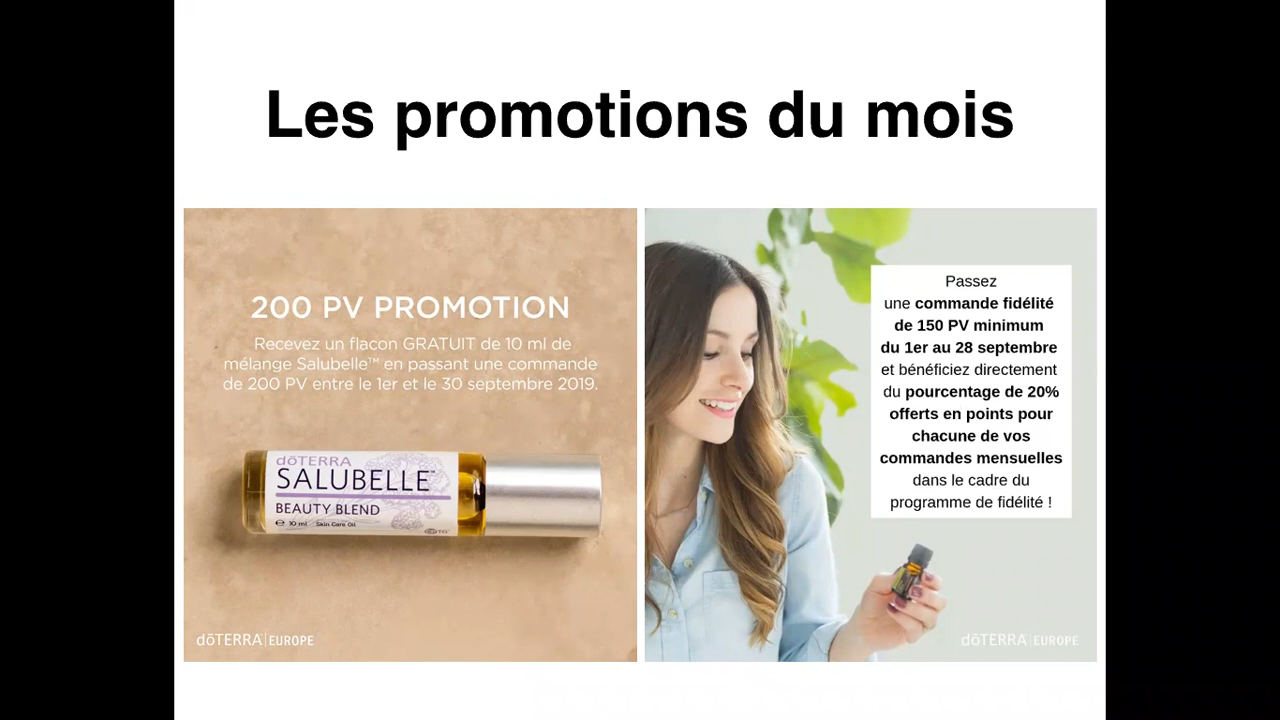 Les promotions du mois
200 PV PROMOTION
Recevez un flacon GRATUIT de 10 ml de
mélange Salubelle™ en passant une commande
de 200 PV entre le 1er et le 30 septembre 2019.
dōTERRA
SALUBELLE™
BEAUTY BLEND
℮ 10 ml Skin Care Oil
dōTERRA | EUROPE
Passez
une commande fidélité
de 150 PV minimum
du 1er au 28 septembre
et bénéficiez directement
du pourcentage de 20%
offerts en points pour
chacune de vos
commandes mensuelles
dans le cadre du
programme de fidélité !
dōTERRA | EUROPE